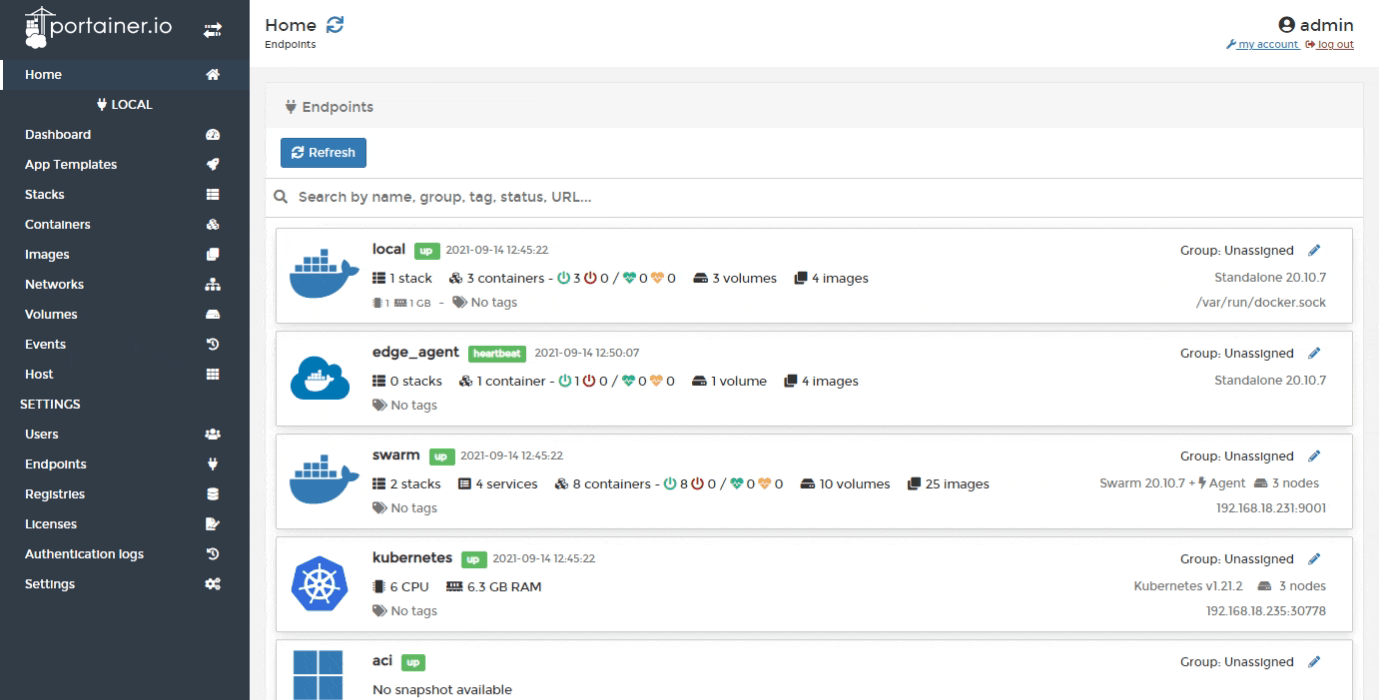 portainer.io
Home
LOCAL
Dashboard
App Templates
Stacks
Containers
Images
Networks
Volumes
Events
Host
SETTINGS
Users
Endpoints
Registries
Licenses
Authentication logs
Settings
Home
Endpoints
admin
my account log out
Endpoints
Refresh
Search by name, group, tag, status, URL...
local up 2021-09-14 12:45:22 Group: Unassigned
1 stack 3 containers - 3 0 / 0 0 3 volumes 4 images Standalone 20.10.7
1 1 GB - No tags /var/run/docker.sock
edge_agent heartbeat 2021-09-14 12:50:07 Group: Unassigned
0 stacks 1 container - 1 0 / 0 0 1 volume 4 images Standalone 20.10.7
No tags
swarm up 2021-09-14 12:45:22 Group: Unassigned
2 stacks 4 services 8 containers - 8 0 / 0 0 10 volumes 25 images Swarm 20.10.7 + Agent 3 nodes
No tags 192.168.18.231:9001
kubernetes up 2021-09-14 12:45:22 Group: Unassigned
6 CPU 6.3 GB RAM Kubernetes v1.21.2 3 nodes
No tags 192.168.18.235:30778
aci up Group: Unassigned
No snapshot available